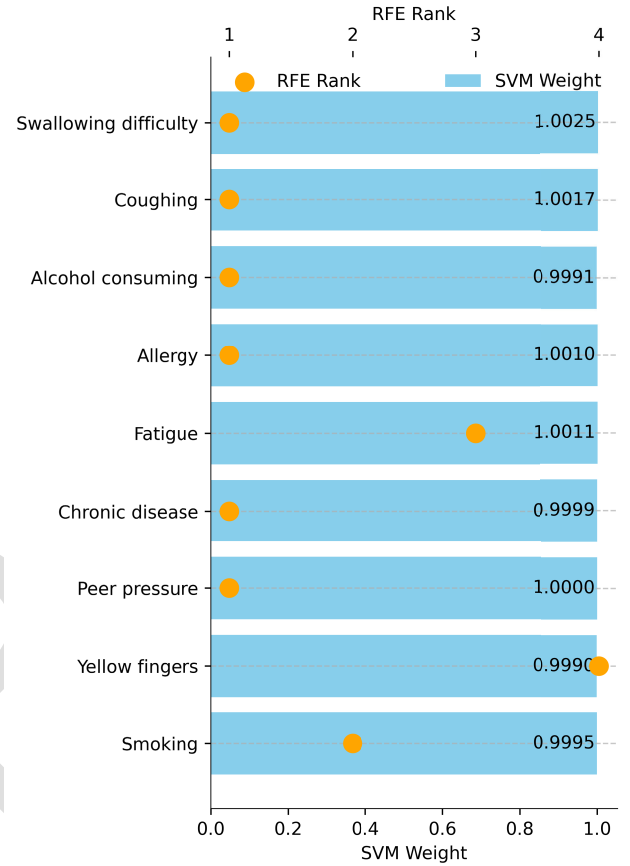 RFE Rank
1 2 3 4
RFE Rank SVM Weight
Swallowing difficulty 1.0025
Coughing 1.0017
Alcohol consuming 0.9991
Allergy 1.0010
Fatigue 1.0011
Chronic disease 0.9999
Peer pressure 1.0000
Yellow fingers 0.9990
Smoking 0.9995
0.0 0.2 0.4 0.6 0.8 1.0
SVM Weight